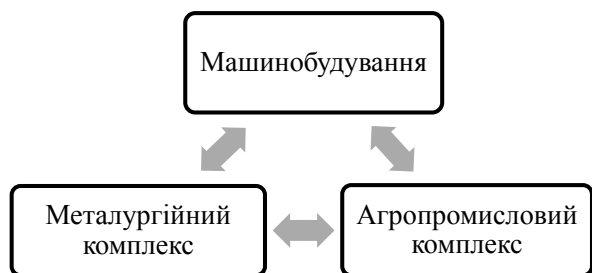 Машинобудування
Металургійний
комплекс
Агропромисловий
комплекс